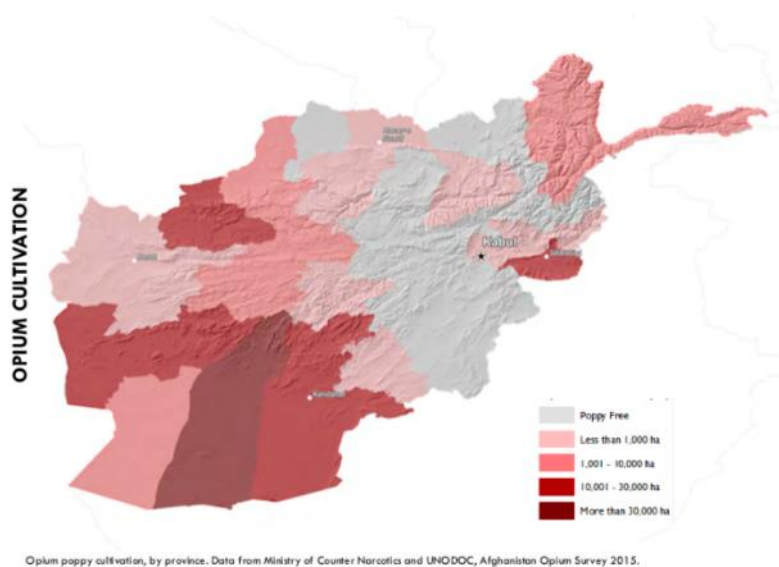 OPIUM CULTIVATION
Kabul
Poppy Free
Less than 1,000 ha
1,001 - 10,000 ha
10,001 - 30,000 ha
More than 30,000 ha
Opium poppy cultivation, by province. Data from Ministry of Counter Narcotics and UNODOC, Afghanistan Opium Survey 2015.